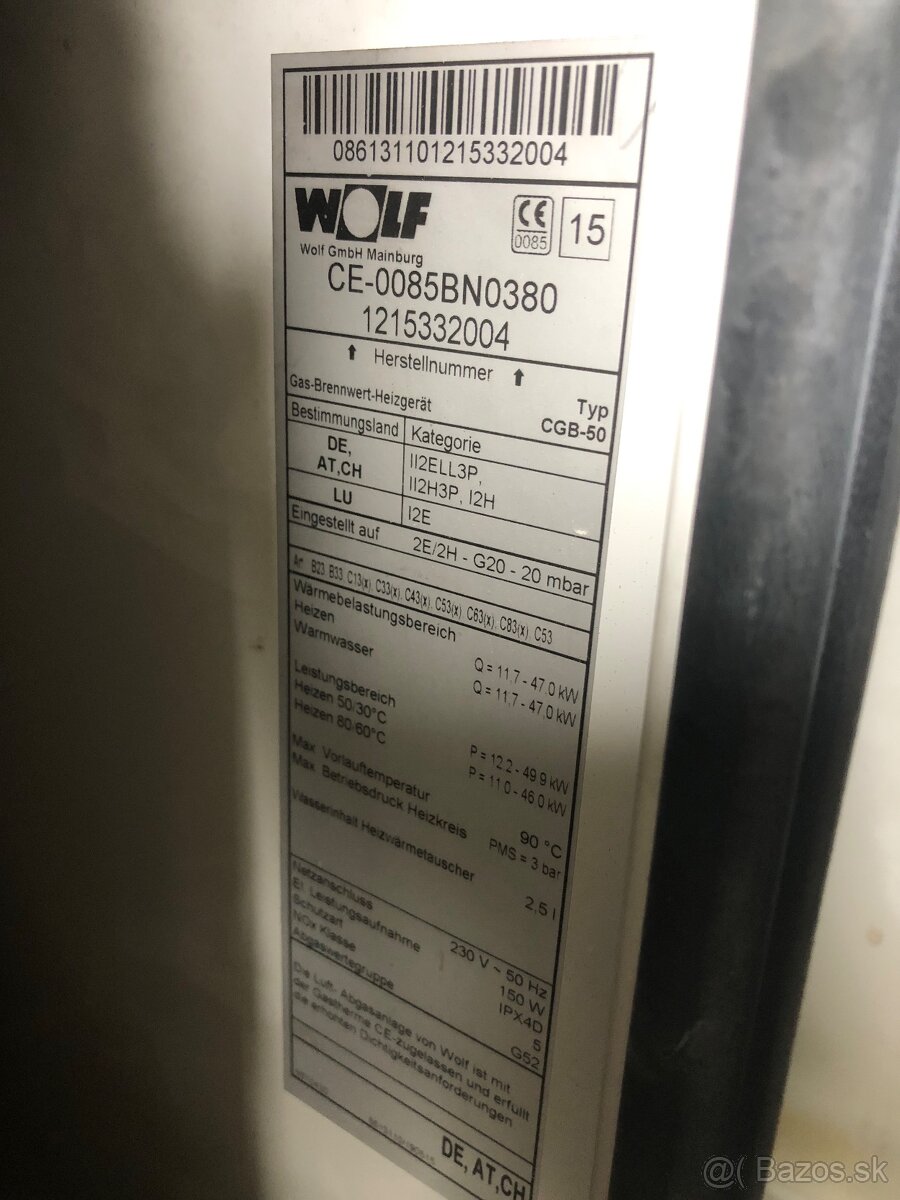 086131101215332004
WOLF
CE 0085 15
Wolf GmbH Mainburg
CE-0085BN0380
1215332004
↑ Herstellnummer ↑
Gas-Brennwert-Heizgerät Typ CGB-50
Bestimmungsland Kategorie
DE, AT,CH II2ELL3P, II2H3P, I2H
LU I2E
Eingestellt auf 2E/2H - G20 - 20 mbar
Art B23, B33, C13(x), C33(x), C43(x), C53(x), C63(x), C83(x), C53
Wärmebelastungsbereich
Heizen Q = 11,7 - 47,0 kW
Warmwasser Q = 11,7 - 47,0 kW
Leistungsbereich
Heizen 50/30°C P = 12,2 - 49,9 kW
Heizen 80/60°C P = 11,0 - 46,0 kW
Max. Vorlauftemperatur 90 °C
Max. Betriebsdruck Heizkreis PMS = 3 bar
Wasserinhalt Heizwärmetauscher 2,5 l
Netzanschluss 230 V ~ 50 Hz
El. Leistungsaufnahme 150 W
Schutzart IPX4D
NOx Klasse 5
Abgaswertegruppe G52
Die Luft- Abgasanlage von Wolf ist mit
der Gastherme CE-zugelassen und erfüllt
die erhöhten Dichtigkeitsanforderungen
DE, AT,CH
@( Bazos.sk